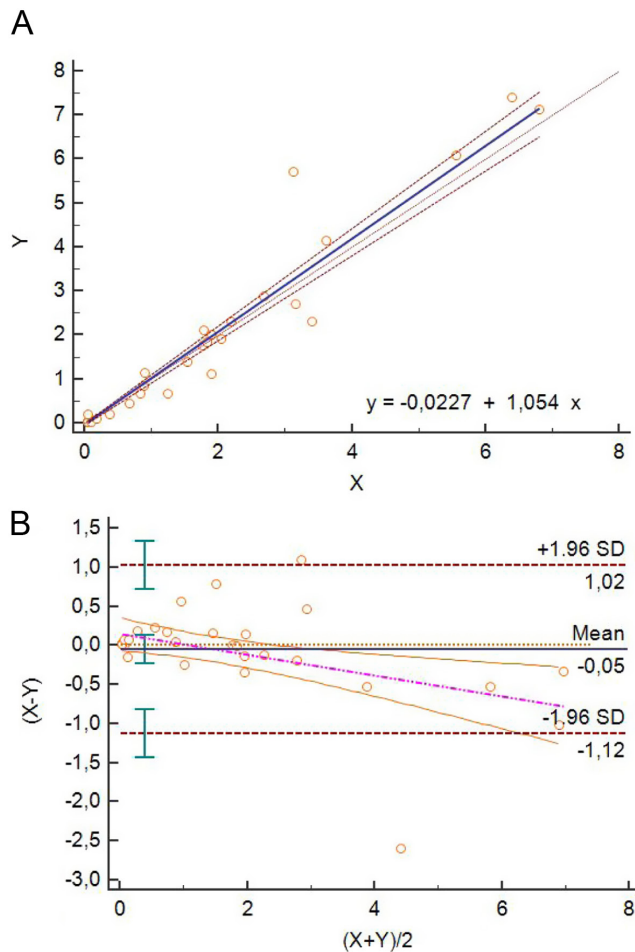 A
8
7
6
5
4
3
2
1
0
Y
y = -0,0227 + 1,054 x
0 2 4 6 8
X
B
1,5
1,0
0,5
0,0
-0,5
-1,0
-1,5
-2,0
-2,5
-3,0
(X-Y)
+1.96 SD
1,02
Mean
-0,05
-1.96 SD
-1,12
0 2 4 6 8
(X+Y)/2